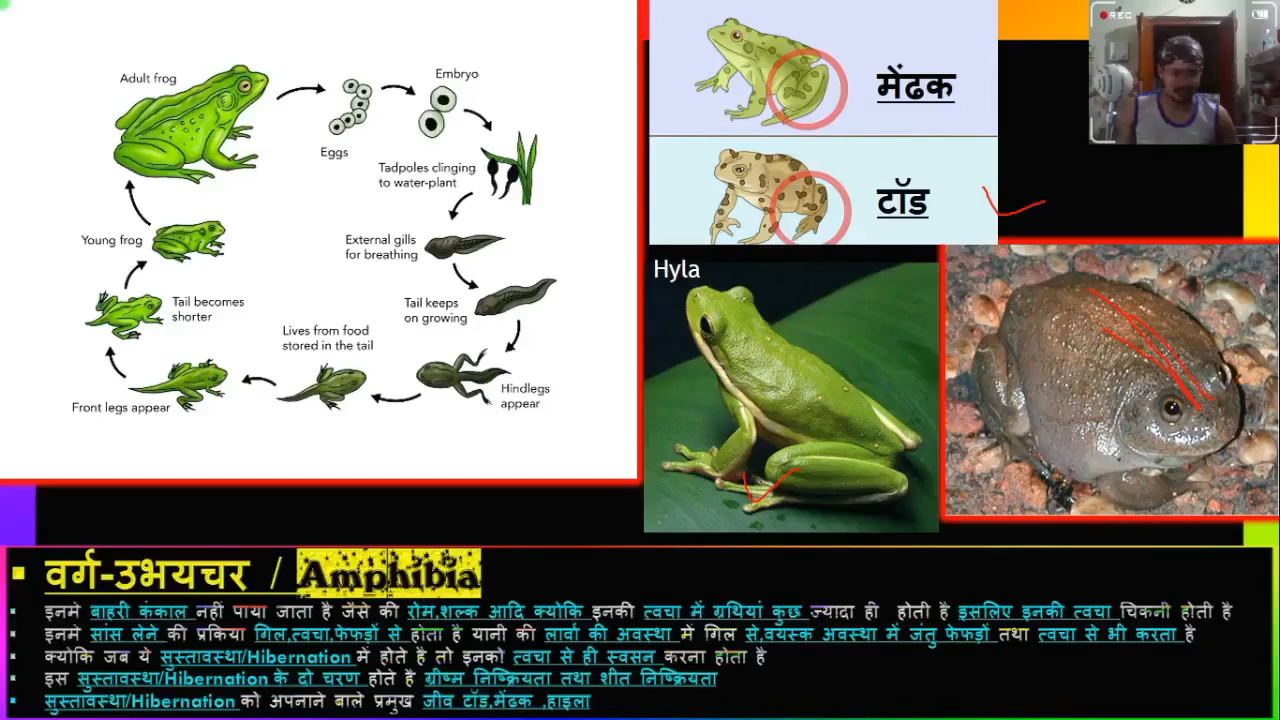 Adult frog
Embryo
Eggs
Tadpoles clinging
to water-plant
Young frog
External gills
for breathing
Tail becomes
shorter
Tail keeps
on growing
Lives from food
stored in the tail
Hindlegs
appear
Front legs appear
मेंढक
टॉड
REC
Hyla
वर्ग-उभयचर / Amphibia
इनमे बाहरी कंकाल नहीं पाया जाता है जैसे की रोम,शल्क आदि क्योकि इनकी त्वचा में ग्रथियां कुछ ज्यादा ही होती है इसलिए इनकी त्वचा चिकनी होती है
इनमे सांस लेने की प्रकिया गिल,त्वचा,फेफड़ों से होता है यानी की लार्वा की अवस्था में गिल से,वयस्क अवस्था में जंतु फेफड़ों तथा त्वचा से भी करता है
क्योकि जब ये सुस्तावस्था/Hibernation में होते है तो इनको त्वचा से ही स्वसन करना होता है
इस सुस्तावस्था/Hibernation के दो चरण होते है ग्रीष्म निष्क्रियता तथा शीत निष्क्रियता
सुस्तावस्था/Hibernation को अपनाने बाले प्रमुख जीव टॉड,मेंढक ,हाइला